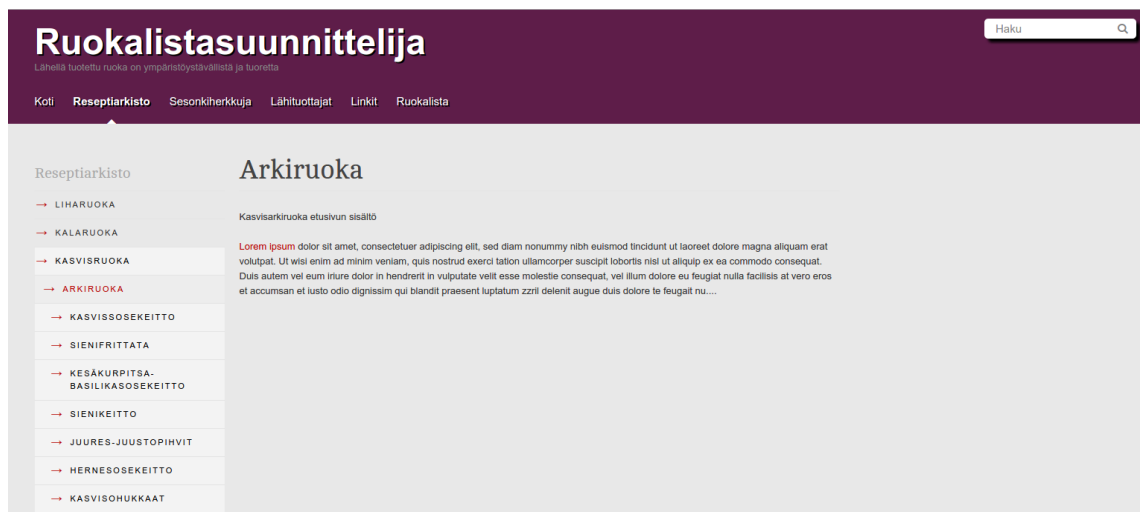 Ruokalistasuunnittelija
Lähellä tuotettu ruoka on ympäristöystävällistä ja tuoretta
Haku
Koti Reseptiarkisto Sesonkiherkkuja Lähituottajat Linkit Ruokalista
Reseptiarkisto
→ LIHARUOKA
→ KALARUOKA
→ KASVISRUOKA
→ ARKIRUOKA
→ KASVISSOSEKEITTO
→ SIENIFRITTATA
→ KESÄKURPITSA-
BASILIKASOSEKEITTO
→ SIENIKEITTO
→ JUURES-JUUSTOPIHVIT
→ HERNESOSEKEITTO
→ KASVISOHUKKAAT
Arkiruoka
Kasvisarkiruoka etusivun sisältö
Lorem ipsum dolor sit amet, consectetuer adipiscing elit, sed diam nonummy nibh euismod tincidunt ut laoreet dolore magna aliquam erat
volutpat. Ut wisi enim ad minim veniam, quis nostrud exerci tation ullamcorper suscipit lobortis nisl ut aliquip ex ea commodo consequat.
Duis autem vel eum iriure dolor in hendrerit in vulputate velit esse molestie consequat, vel illum dolore eu feugiat nulla facilisis at vero eros
et accumsan et iusto odio dignissim qui blandit praesent luptatum zzril delenit augue duis dolore te feugait nu....